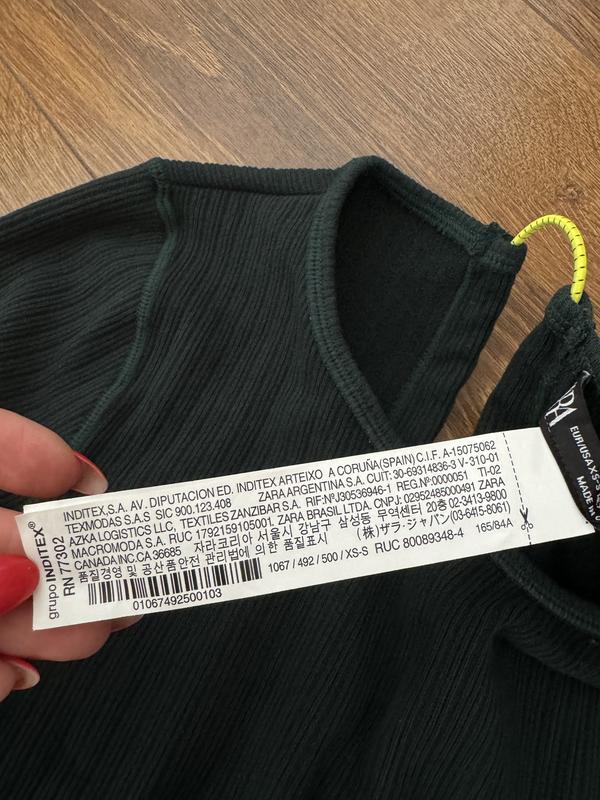 grupo INDITEX®
RN 77302
INDITEX,S.A. AV. DIPUTACION ED. INDITEX ARTEIXO A CORUÑA(SPAIN) C.I.F. A-15075062
TEXMODAS S.A.S SIC 900.123.408 ZARA ARGENTINA S.A. CUIT: 30-69314836-3 V-310-01
AZKA LOGISTICS LLC, TEXTILES ZANZIBAR S.A. RIF:Nº J30536946-1 REG.Nº:0000051 TI-02
MACROMODA S.A. RUC 1792159105001. ZARA BRASIL LTDA. CNPJ: 02952485000491 ZARA
CANADA INC.CA 36685 자라코리아 서울시 강남구 삼성동 무역센터 20층 02-3413-9800
품질경영 및 공산품안전 관리법에 의한 품질표시 (株)ザラ・ジャパン(03-6415-8061)
1067 / 492 / 500 / XS-S RUC 20080089348-4 165/84A
01067492500103
EUR/USA XS-S
MADE IN